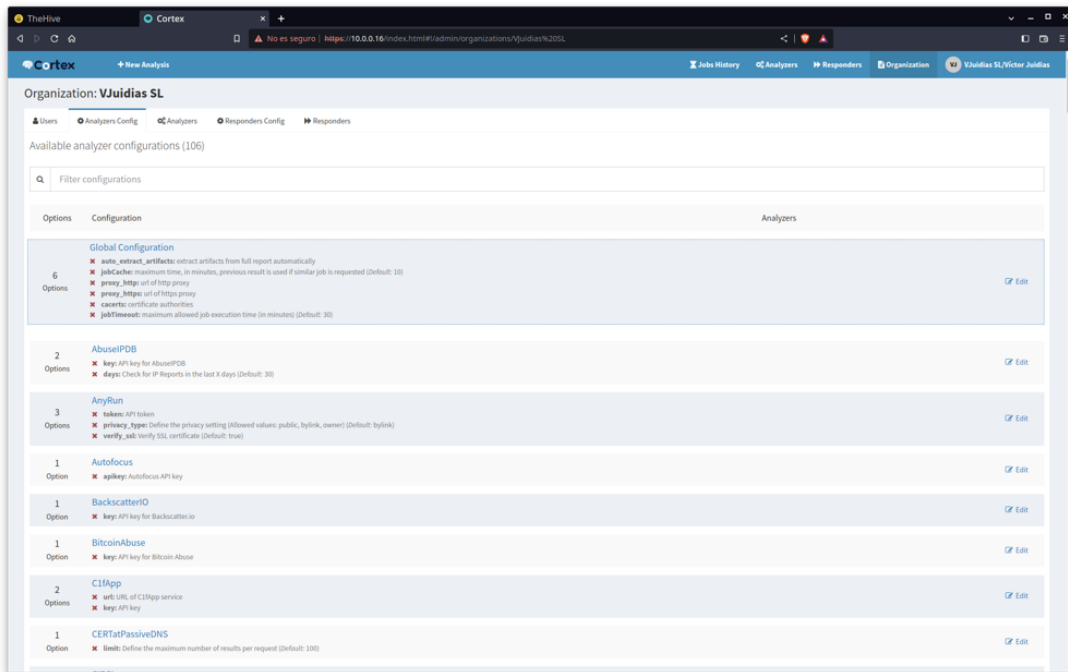 TheHive
Cortex
No es seguro | https://10.0.0.16/index.html#!/admin/organizations/VJuidias%20SL
Cortex
+ New Analysis
Jobs History
Analyzers
Responders
Organization
VJ
VJuidias SL/Víctor Juidias
Organization: VJuidias SL
Users
Analyzers Config
Analyzers
Responders Config
Responders
Available analyzer configurations (106)
Filter configurations
Options Configuration Analyzers
Global Configuration
6
Options
auto_extract_artifacts: extract artifacts from full report automatically
jobCache: maximum time, in minutes, previous result is used if similar job is requested (Default: 10)
proxy_http: url of http proxy
proxy_https: url of https proxy
cacerts: certificate authorities
jobTimeout: maximum allowed job execution time (in minutes) (Default: 30)
Edit
AbuseIPDB
2
Options
key: API key for AbuseIPDB
days: Check for IP Reports in the last X days (Default: 30)
Edit
AnyRun
3
Options
token: API token
privacy_type: Define the privacy setting (Allowed values: public, bylink, owner) (Default: bylink)
verify_ssl: Verify SSL certificate (Default: true)
Edit
Autofocus
1
Option
apikey: Autofocus API key
Edit
BackscatterIO
1
Option
key: API key for Backscatter.io
Edit
BitcoinAbuse
1
Option
key: API key for Bitcoin Abuse
Edit
C1fApp
2
Options
url: URL of C1fApp service
key: API key
Edit
CERTatPassiveDNS
1
Option
limit: Define the maximum number of results per request (Default: 100)
Edit